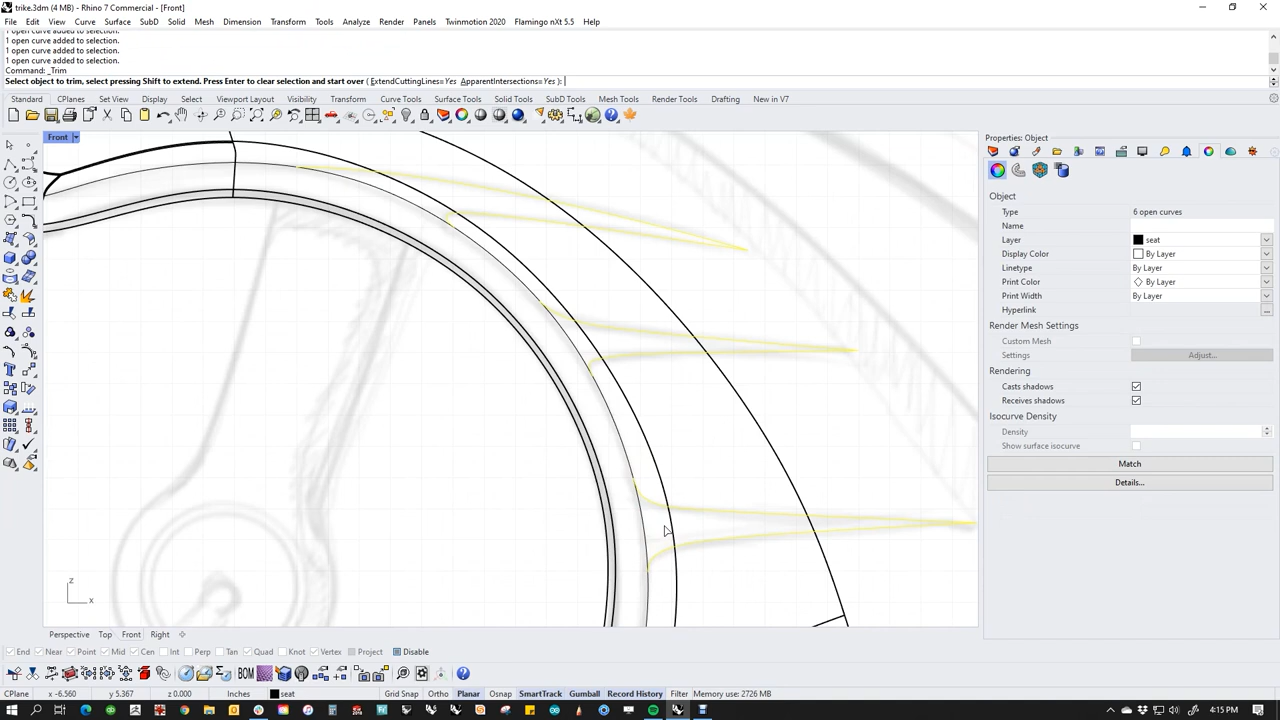 trike.3dm (4 MB) - Rhino 7 Commercial - [Front]
File Edit View Curve Surface SubD Solid Mesh Dimension Transform Tools Analyze Render Panels Twinmotion 2020 Flamingo nXt 5.5 Help
1 open curve added to selection.
1 open curve added to selection.
1 open curve added to selection.
1 open curve added to selection.
Command: _Trim
Select object to trim, select pressing Shift to extend. Press Enter to clear selection and start over ( ExtendCuttingLines=Yes ApparentIntersections=Yes ):
Standard CPlanes Set View Display Select Viewport Layout Visibility Transform Curve Tools Surface Tools Solid Tools SubD Tools Mesh Tools Render Tools Drafting New in V7
Front
Properties: Object
Object
Type 6 open curves
Name
Layer seat
Display Color By Layer
Linetype By Layer
Print Color By Layer
Print Width By Layer
Hyperlink ...
Render Mesh Settings
Custom Mesh
Settings Adjust...
Rendering
Casts shadows
Receives shadows
Isocurve Density
Density
Show surface isocurve
Match
Details...
z
x
Perspective Top Front Right
End Near Point Mid Cen Int Perp Tan Quad Knot Vertex Project Disable
BOM
CPlane x -6.560 y 5.367 z 0.000 Inches seat Grid Snap Ortho Planar Osnap SmartTrack Gumball Record History Filter Memory use: 2726 MB
4:15 PM